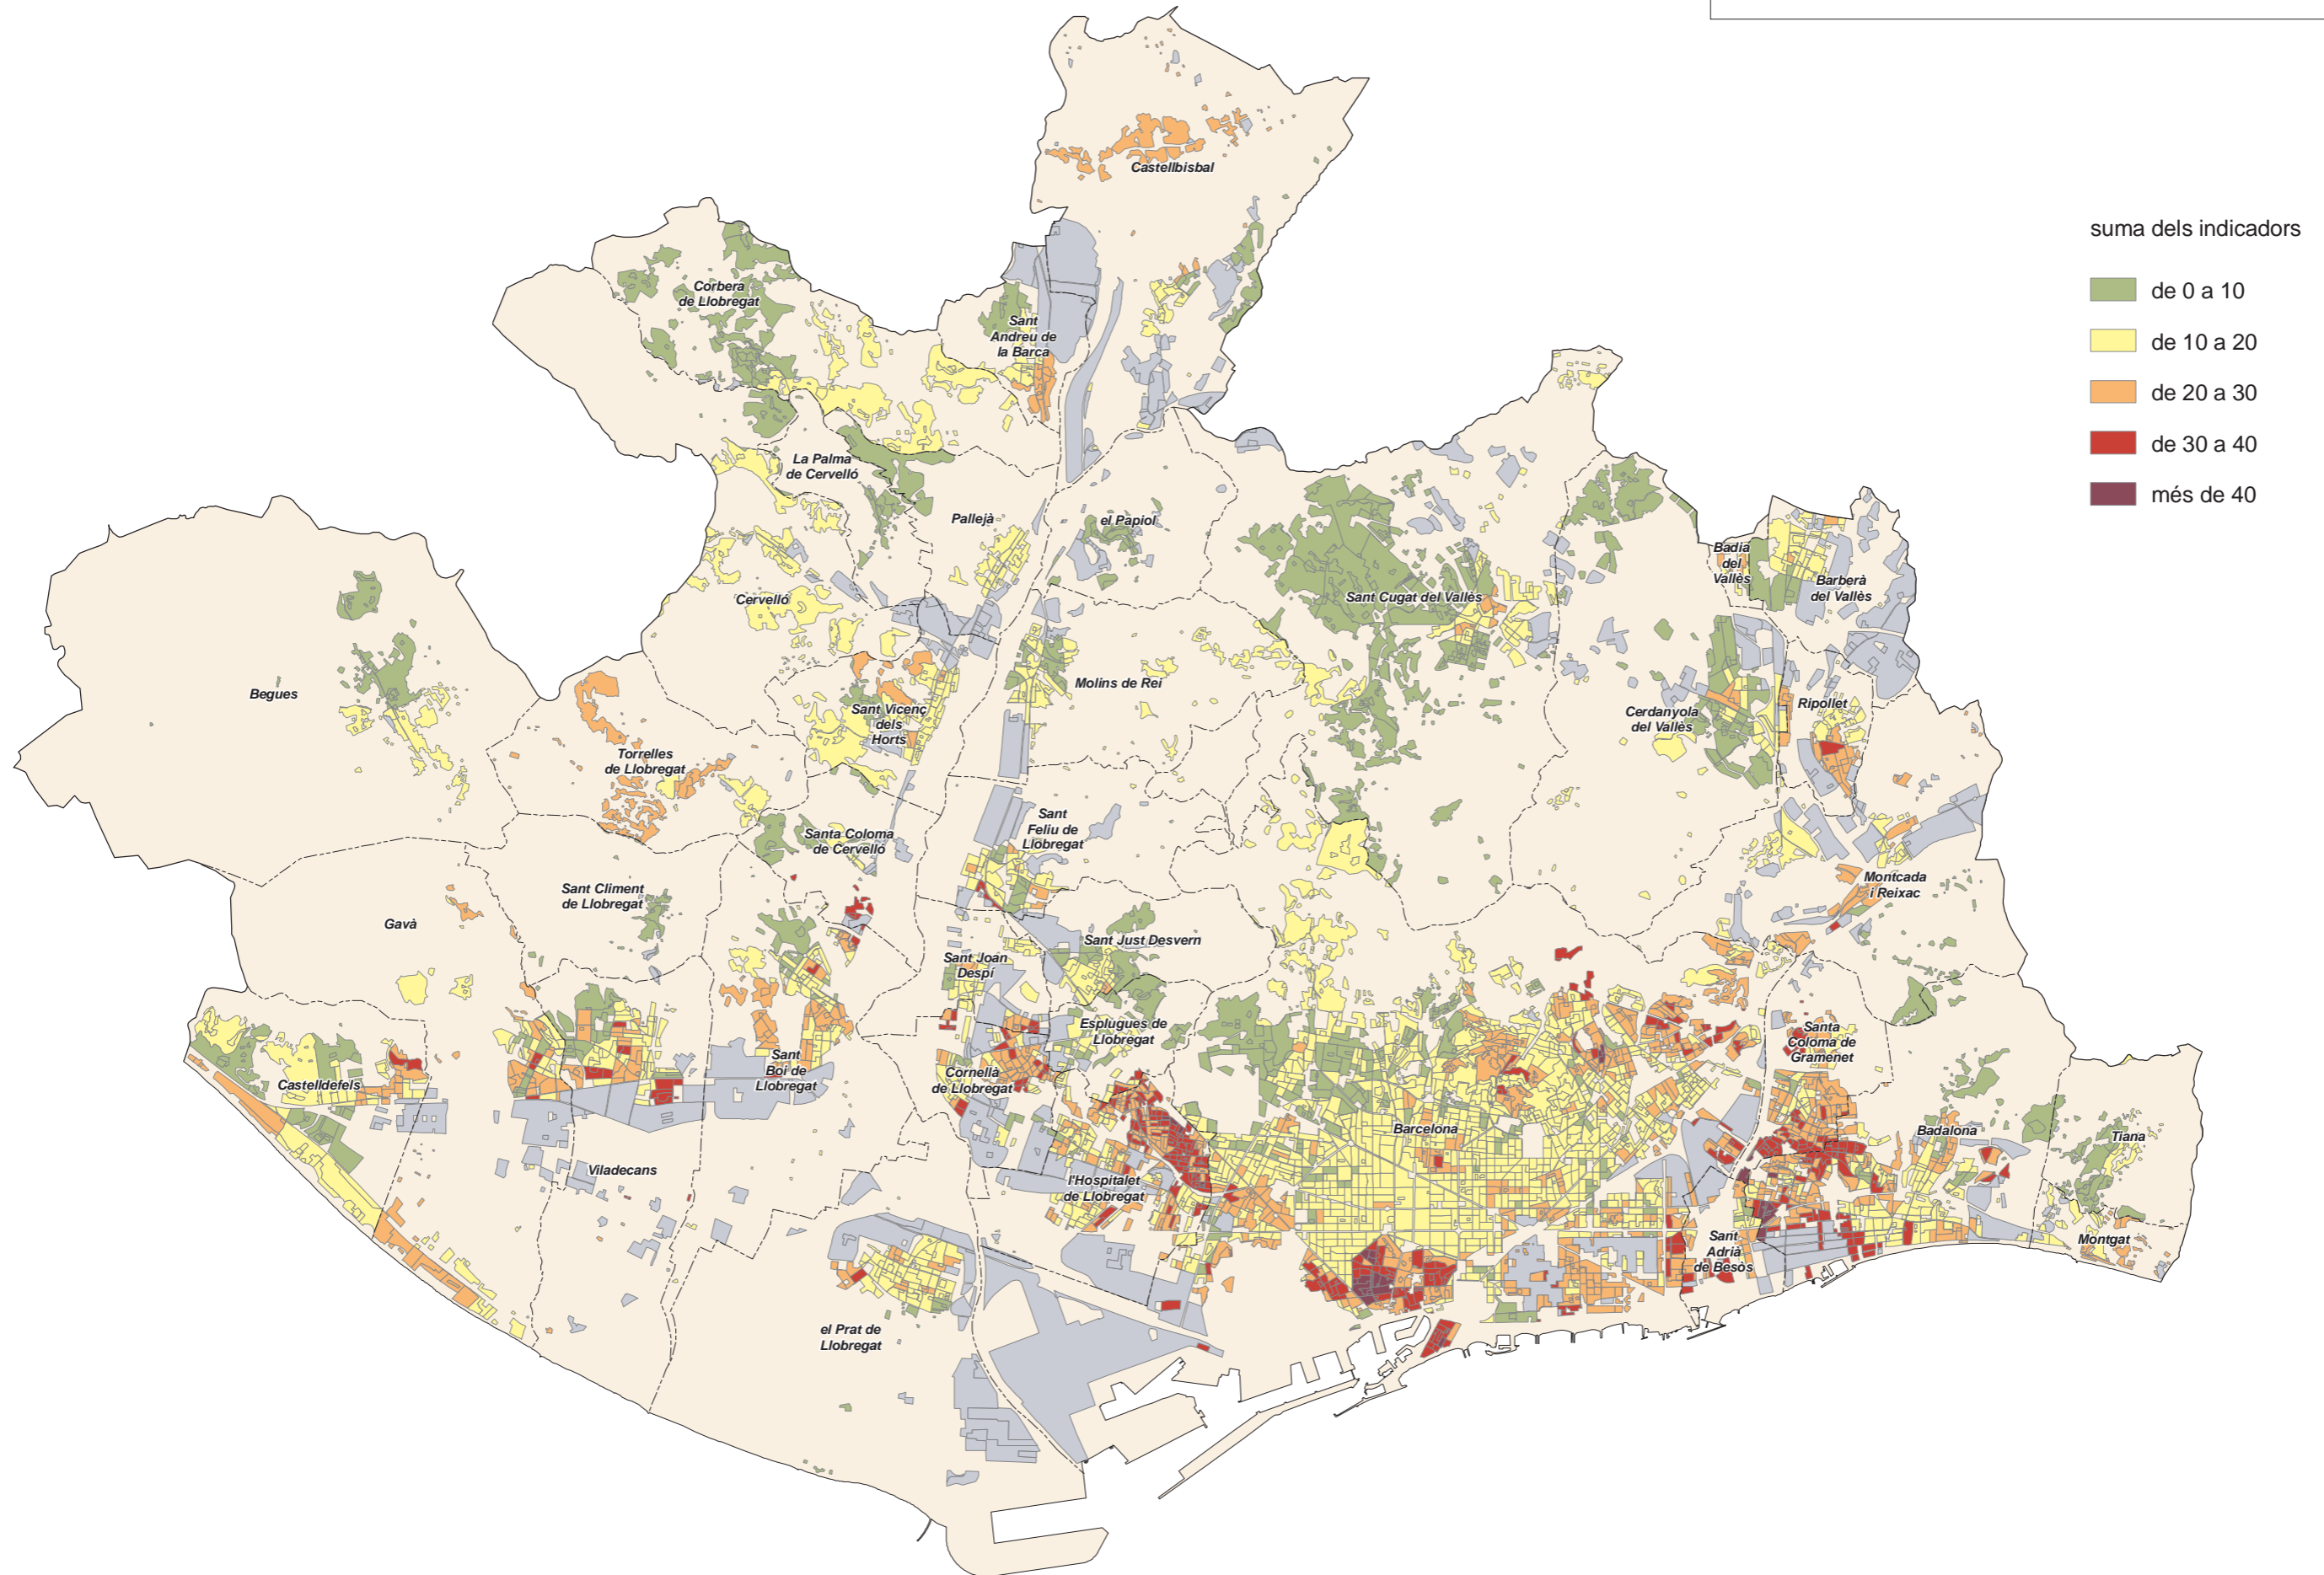 Castellbisbal
suma dels indicadors
de 0 a 10
de 10 a 20
de 20 a 30
de 30 a 40
més de 40
Corbera
de Llobregat
Sant
Andreu de
la Barca
La Palma
de Cervelló
Pallejà
el Papiol
Badia
del
Vallès
Barberà
del Vallès
Cervelló
Sant Cugat del Vallès
Begues
Molins de Rei
Sant Vicenç
dels
Horts
Cerdanyola
del Vallès
Ripollet
Torrelles
de Llobregat
Sant
Feliu de
Llobregat
Santa Coloma
de Cervelló
Montcada
i Reixac
Sant Climent
de Llobregat
Gavà
Sant Just Desvern
Sant Joan
Despí
Esplugues de
Llobregat
Santa
Coloma de
Gramenet
Castelldefels
Sant
Boi de
Llobregat
Cornellà
de Llobregat
Barcelona
Badalona
Tiana
Viladecans
l'Hospitalet
de Llobregat
Sant
Adrià
de Besòs
Montgat
el Prat de
Llobregat